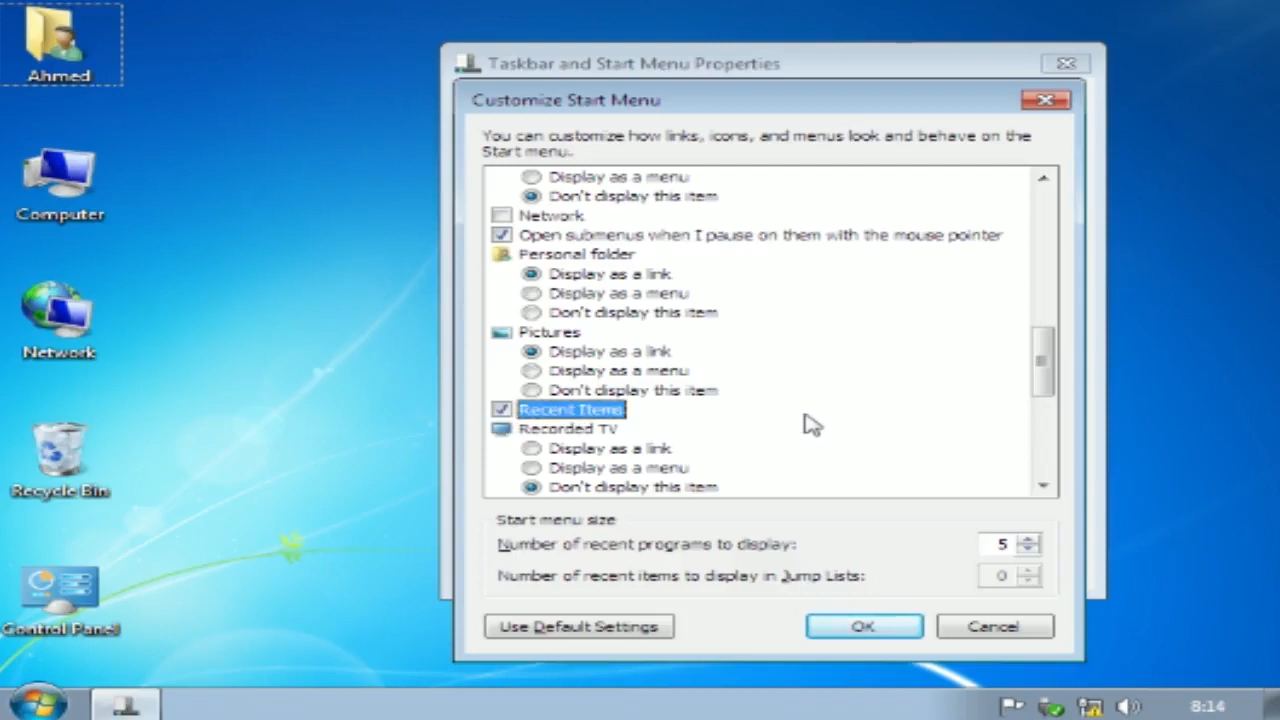 Ahmed
Computer
Network
Recycle Bin
Control Panel
Taskbar and Start Menu Properties
Customize Start Menu
You can customize how links, icons, and menus look and behave on the
Start menu.
Display as a menu
Don't display this item
Network
Open submenus when I pause on them with the mouse pointer
Personal folder
Display as a link
Display as a menu
Don't display this item
Pictures
Display as a link
Display as a menu
Don't display this item
Recent Items
Recorded TV
Display as a link
Display as a menu
Don't display this item
Start menu size
Number of recent programs to display: 5
Number of recent items to display in Jump Lists: 0
Use Default Settings OK Cancel
8:14